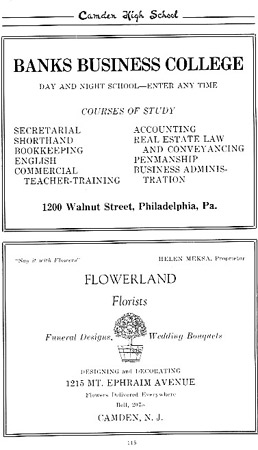 Camden High School
BANKS BUSINESS COLLEGE
DAY AND NIGHT SCHOOL—ENTER ANY TIME
COURSES OF STUDY
SECRETARIAL
SHORTHAND
BOOKKEEPING
ENGLISH
COMMERCIAL
TEACHER-TRAINING
ACCOUNTING
REAL ESTATE LAW
AND CONVEYANCING
PENMANSHIP
BUSINESS ADMINIS-
TRATION
1200 Walnut Street, Philadelphia, Pa.
"Say it with Flowers" HELEN MEKSA, Proprietor
FLOWERLAND
Florists
Funeral Designs, Wedding Bouquets
DESIGNING and DECORATING
1215 MT. EPHRAIM AVENUE
Flowers Delivered Everywhere
Bell,
CAMDEN, N. J.